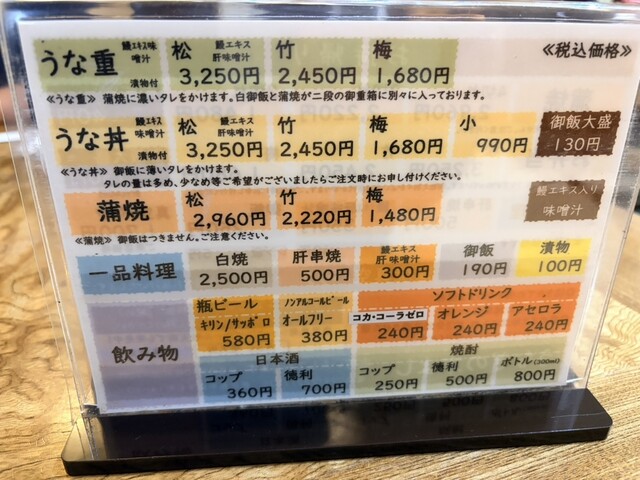 うな重 鰻エキス味噌汁 漬物付 松 鰻エキス肝味噌汁 3,250円 竹 2,450円 梅 1,680円 ≪税込価格≫
≪うな重≫ 蒲焼に濃いタレをかけます。白御飯と蒲焼が二段の御重箱に別々に入っております。
うな丼 鰻エキス味噌汁 漬物付 松 鰻エキス肝味噌汁 3,250円 竹 2,450円 梅 1,680円 小 990円 御飯大盛 130円
≪うな丼≫ 御飯に薄いタレをかけます。
タレの量は多め、少なめ等ご希望がございましたらご注文時にお申し付けください。
蒲焼 松 2,960円 竹 2,220円 梅 1,480円 鰻エキス入り 味噌汁
≪蒲焼≫ 御飯はつきません。ご注意ください。
一品料理 白焼 2,500円 肝串焼 500円 鰻エキス肝味噌汁 300円 御飯 190円 漬物 100円
飲み物
瓶ビール キリン/サッポロ 580円
ノンアルコールビール オールフリー 380円
ソフトドリンク
コカ・コーラゼロ 240円 オレンジ 240円 アセロラ 240円
日本酒
コップ 360円 徳利 700円
焼酎
コップ 250円 徳利 500円 ボトル(300ml) 800円